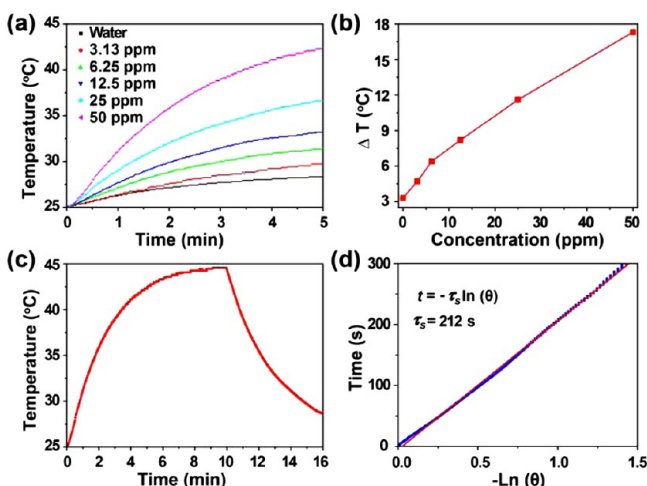 (a)
45
40
35
30
25
Temperature (°C)
Water
3.13 ppm
6.25 ppm
12.5 ppm
25 ppm
50 ppm
0 1 2 3 4 5
Time (min)
(b)
18
15
12
9
6
3
Δ T (°C)
0 10 20 30 40 50
Concentration (ppm)
(c)
45
40
35
30
25
Temperature (°C)
0 2 4 6 8 10 12 14 16
Time (min)
(d)
300
200
100
0
Time (s)
t = - τs ln (θ)
τs = 212 s
0.0 0.5 1.0 1.5
-Ln (θ)